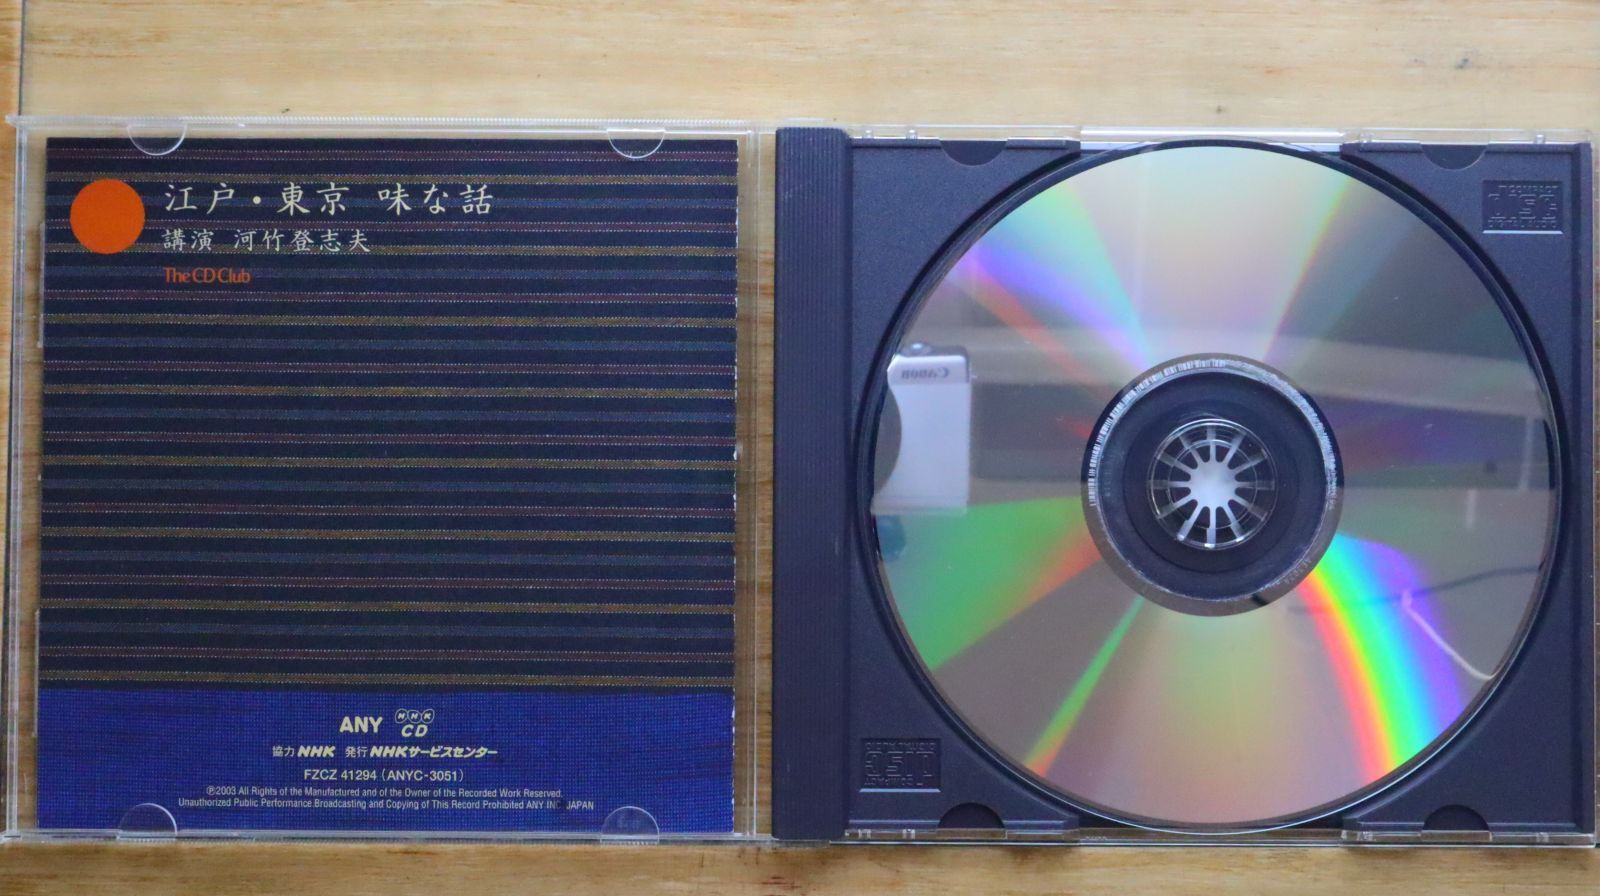 江戸・東京 味な話
講演 河竹登志夫
The CD Club
ANY NHK CD
協力 NHK 発行 NHKサービスセンター
FZCZ 41294 (ANYC-3051)
℗2003 All Rights of the Manufactured and of the Owner of the Recorded Work Reserved.
Unauthorized Public Performance.Broadcasting and Copying of This Record Prohibited ANY INC. JAPAN
Canon
COMPACT
disc